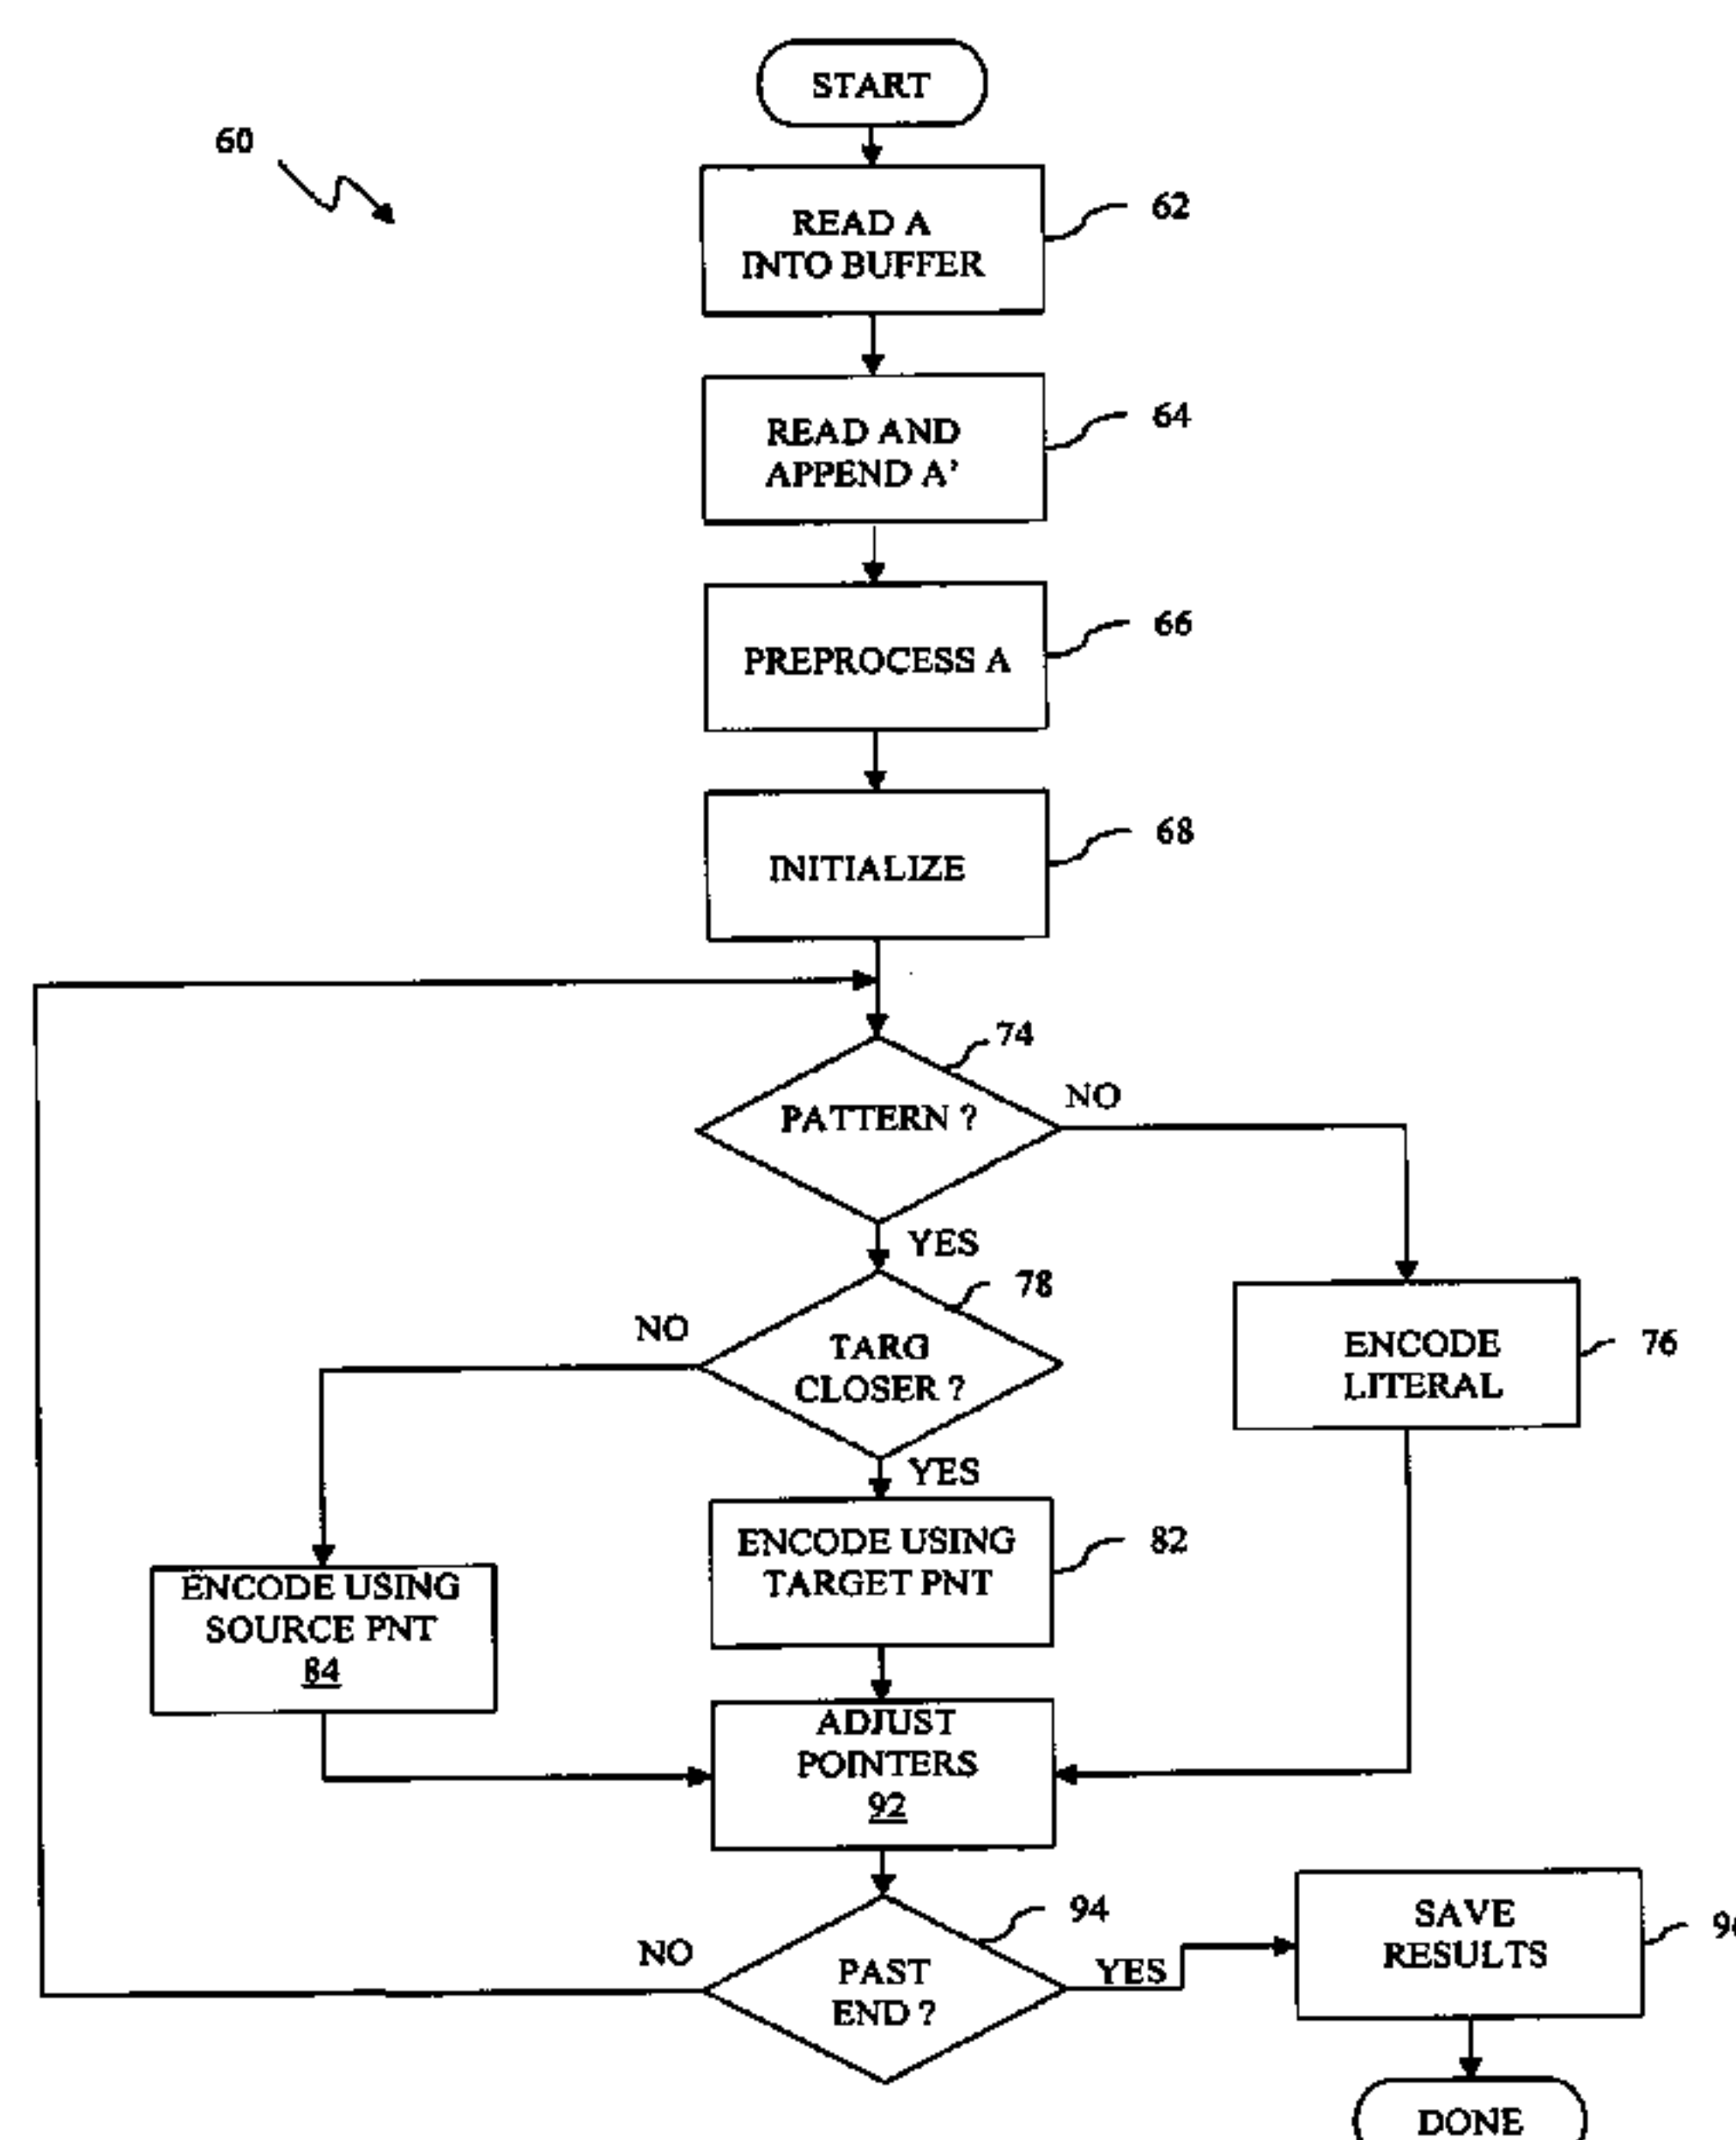 START
60
READ A
INTO BUFFER
62
READ AND
APPEND A'
64
PREPROCESS A
66
INITIALIZE
68
74
PATTERN ?
NO
YES
78
NO
TARG
CLOSER ?
ENCODE
LITERAL
76
YES
ENCODE USING
TARGET PNT
82
ENCODE USING
SOURCE PNT
84
ADJUST
POINTERS
92
94
NO
PAST
END ?
YES
SAVE
RESULTS
DONE